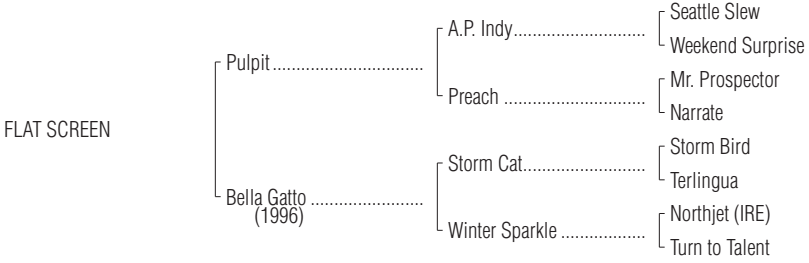 Seattle Slew
A.P. Indy..............................
Weekend Surprise
Pulpit..................................
Mr. Prospector
Preach ................................
Narrate
FLAT SCREEN
Storm Bird
Storm Cat............................
Terlingua
Bella Gatto ..........................
(1996)
Northjet (IRE)
Winter Sparkle ...................
Turn to Talent